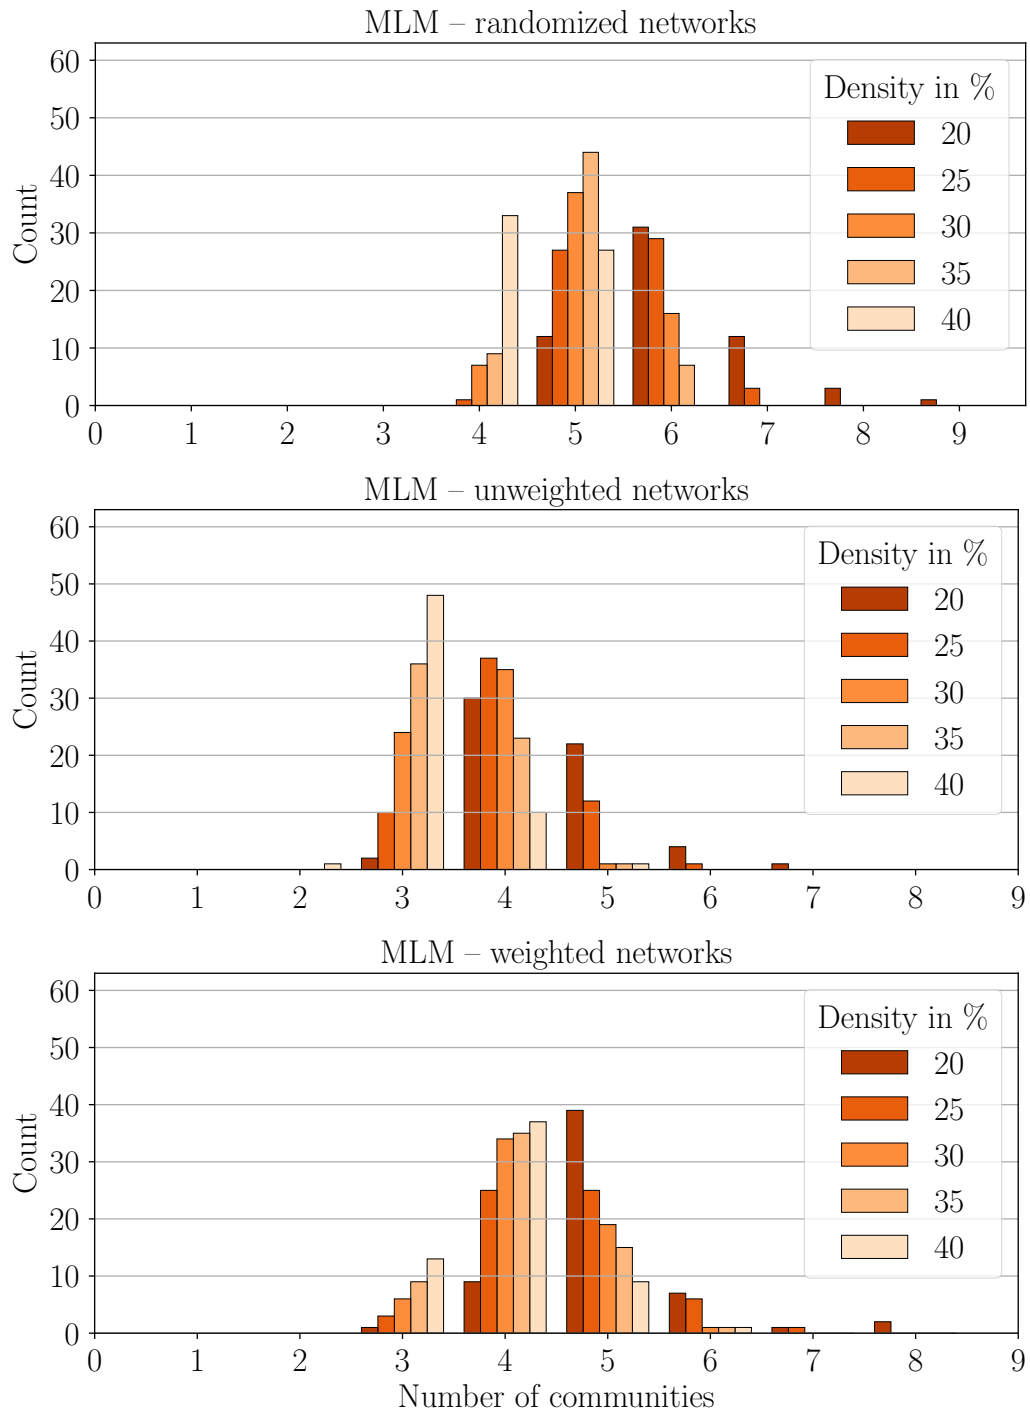 MLM – randomized networks
60
50
40
30
20
10
0
Count
Density in %
20
25
30
35
40
0 1 2 3 4 5 6 7 8 9
MLM – unweighted networks
60
50
40
30
20
10
0
Count
Density in %
20
25
30
35
40
0 1 2 3 4 5 6 7 8 9
MLM – weighted networks
60
50
40
30
20
10
0
Count
Density in %
20
25
30
35
40
0 1 2 3 4 5 6 7 8 9
Number of communities